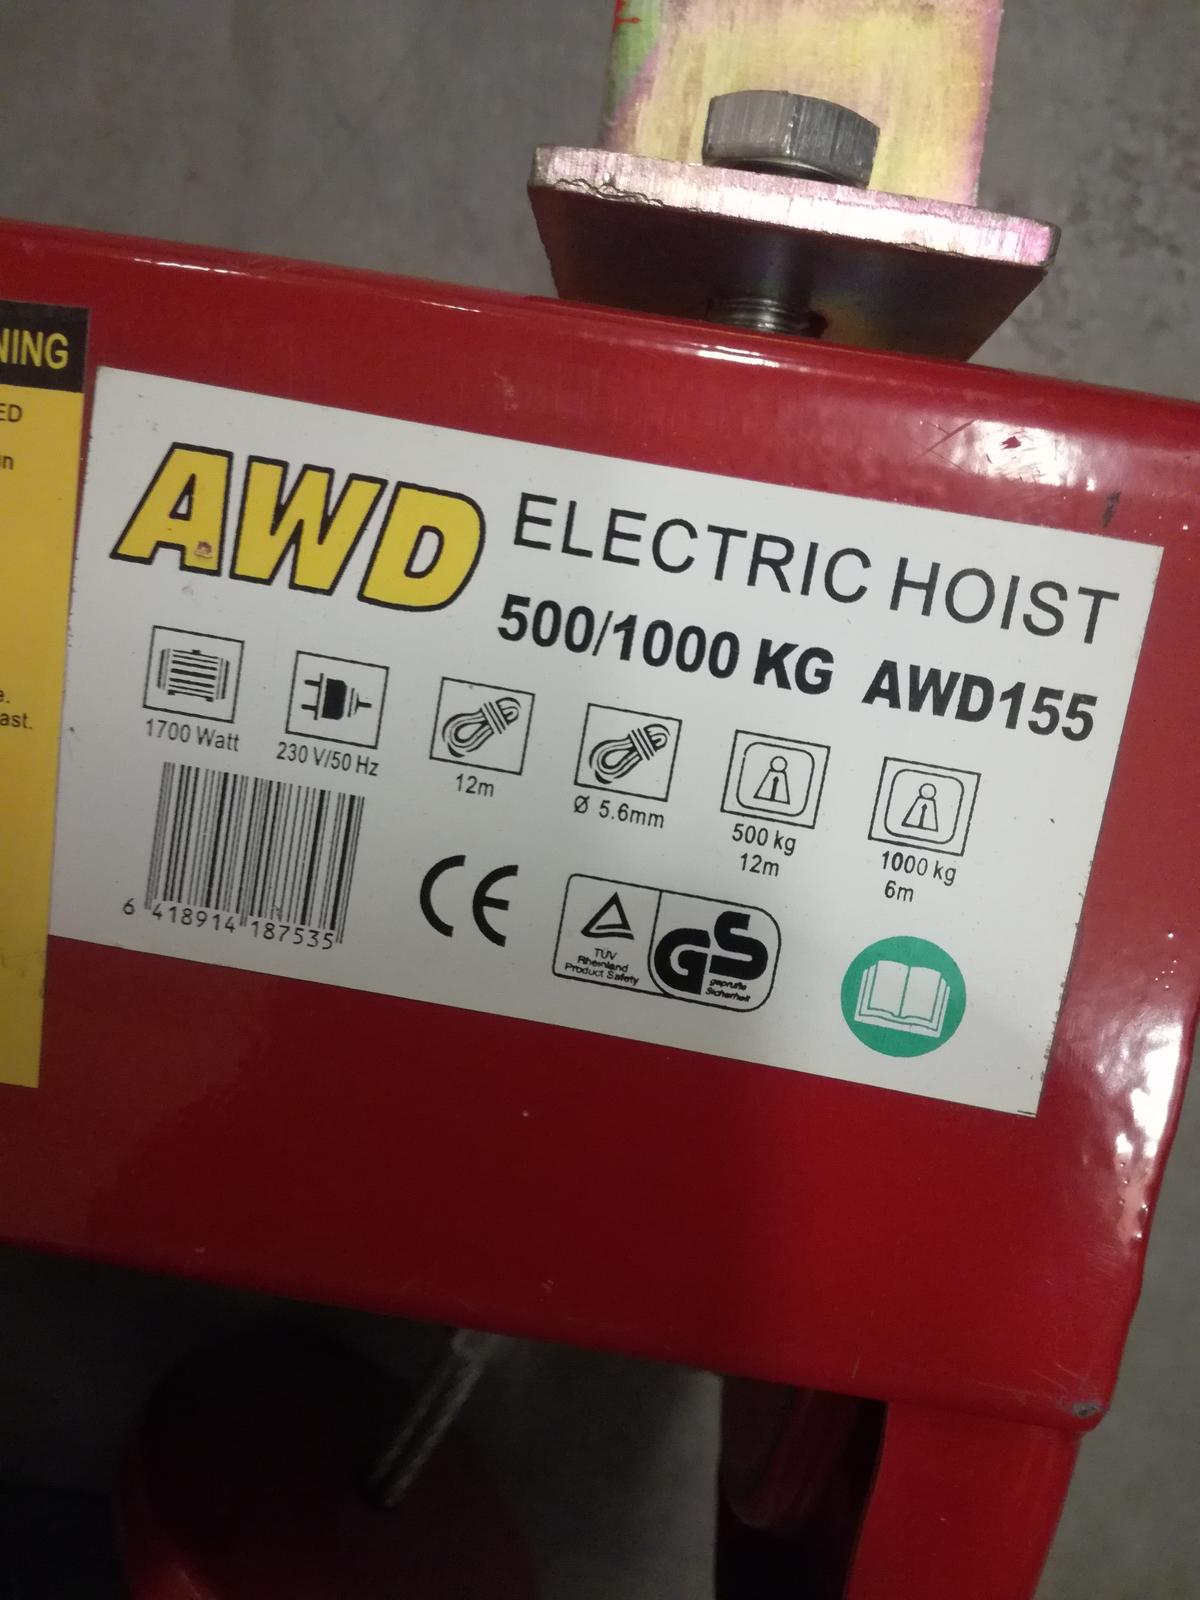 NING
ED
n
e.
ast.
AWD
ELECTRIC HOIST
500/1000 KG AWD155
1700 Watt
230 V/50 Hz
12m
Ø 5.6mm
500 kg
12m
1000 kg
6m
6 418914 187535
CE
TÜV
Rheinland
Product Safety
GS
geprüfte
Sicherheit